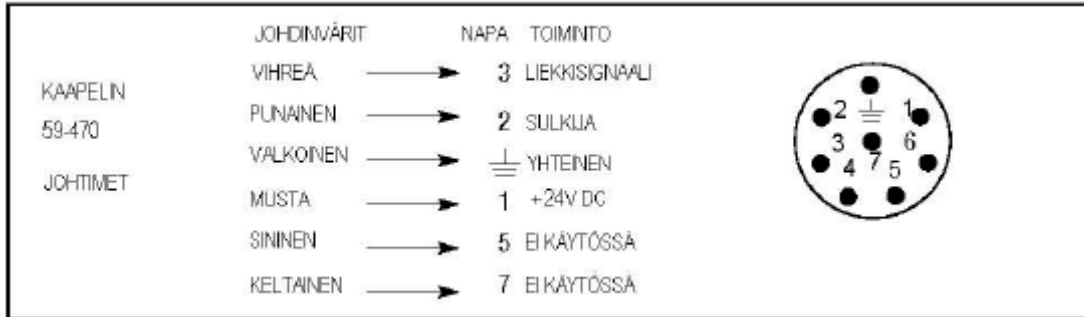 JOHDINVÄRIT NAPA TOIMINTO
VIHREÄ 3 LIEKKISIGNAALI
KAAPELIN
PUNAINEN 2 SULKIJA
59-470
VALKOINEN YHTEINEN
JOHTIMET
MUSTA 1 +24V DC
SININEN 5 EI KÄYTÖSSÄ
KELTAINEN 7 EI KÄYTÖSSÄ
2 1
3 7 6
4 5